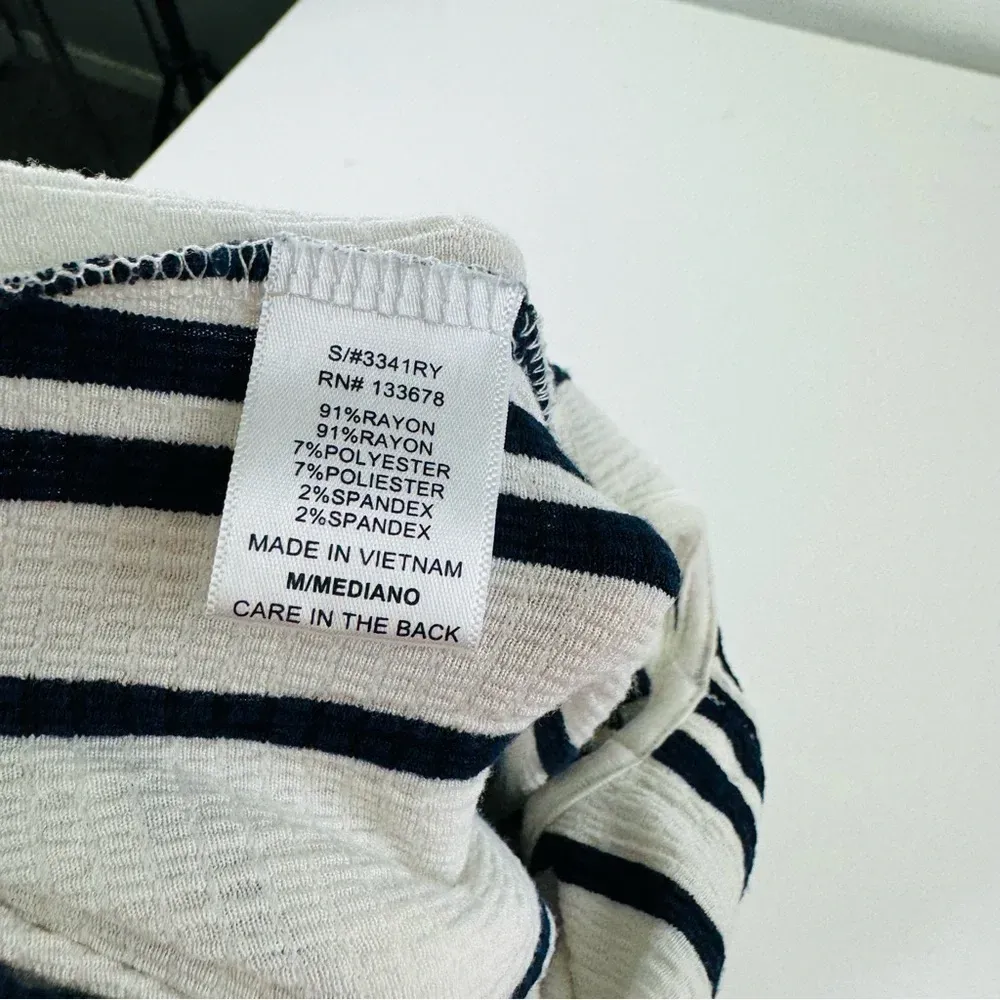 S/#3341RY
RN# 133678
91%RAYON
91%RAYON
7%POLYESTER
7%POLIESTER
2%SPANDEX
2%SPANDEX
MADE IN VIETNAM
M/MEDIANO
CARE IN THE BACK